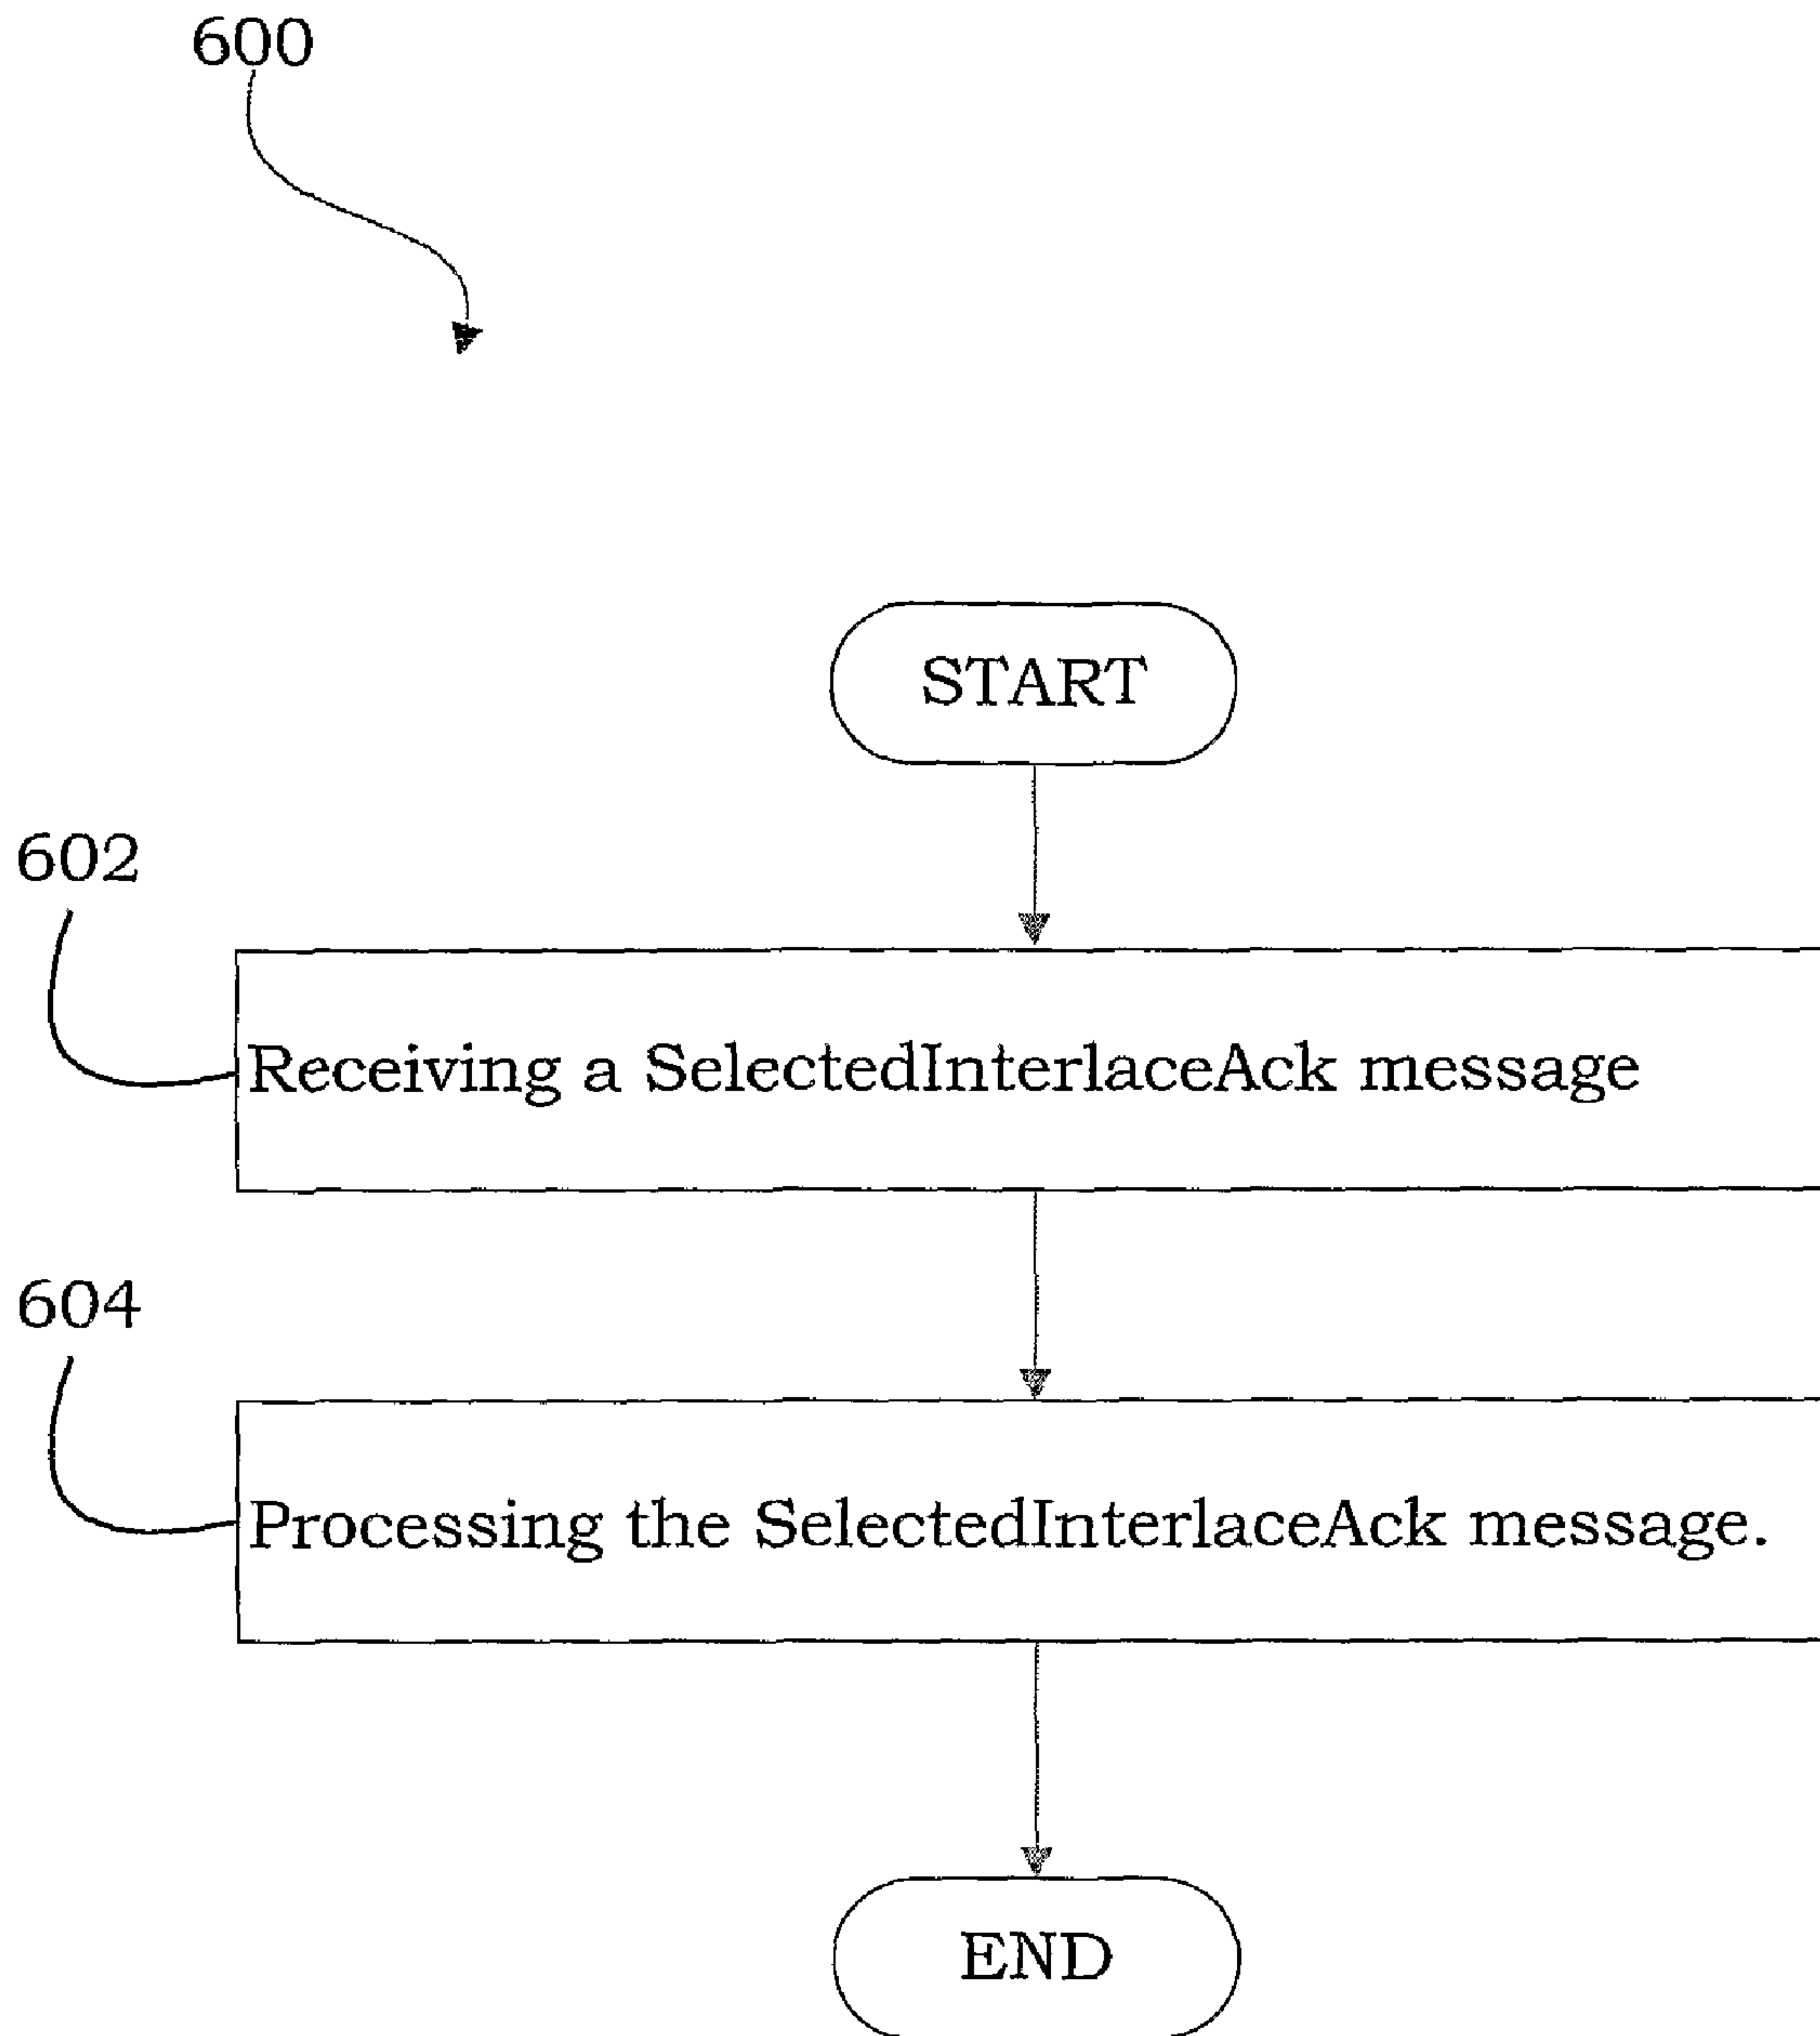 600
START
602
Receiving a SelectedInterlaceAck message
604
Processing the SelectedInterlaceAck message.
END